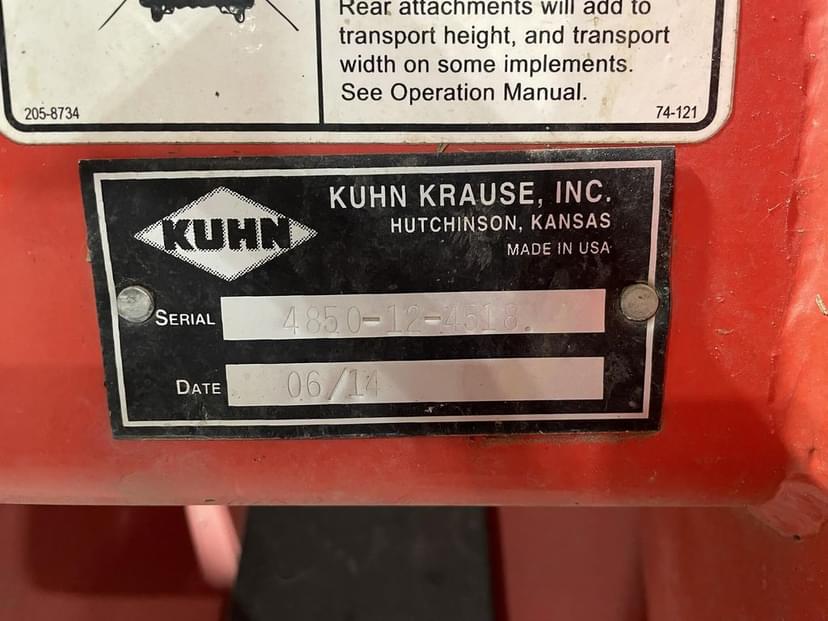 Rear attachments will add to
transport height, and transport
width on some implements.
See Operation Manual.
205-8734
74-121
KUHN
KUHN KRAUSE, INC.
HUTCHINSON, KANSAS
MADE IN USA
SERIAL 4850-12-4518.
DATE 06/14